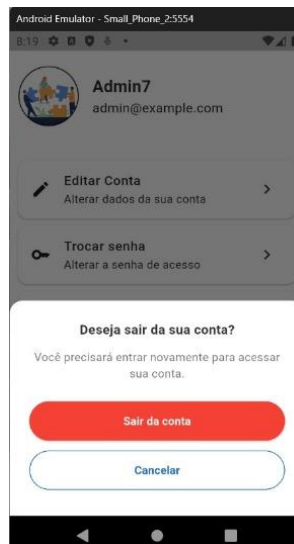 Android Emulator - Small_Phone_2:5554
8:19
Admin7
admin@example.com
Editar Conta
Alterar dados da sua conta
Trocar senha
Alterar a senha de acesso
Deseja sair da sua conta?
Você precisará entrar novamente para acessar
sua conta.
Sair da conta
Cancelar